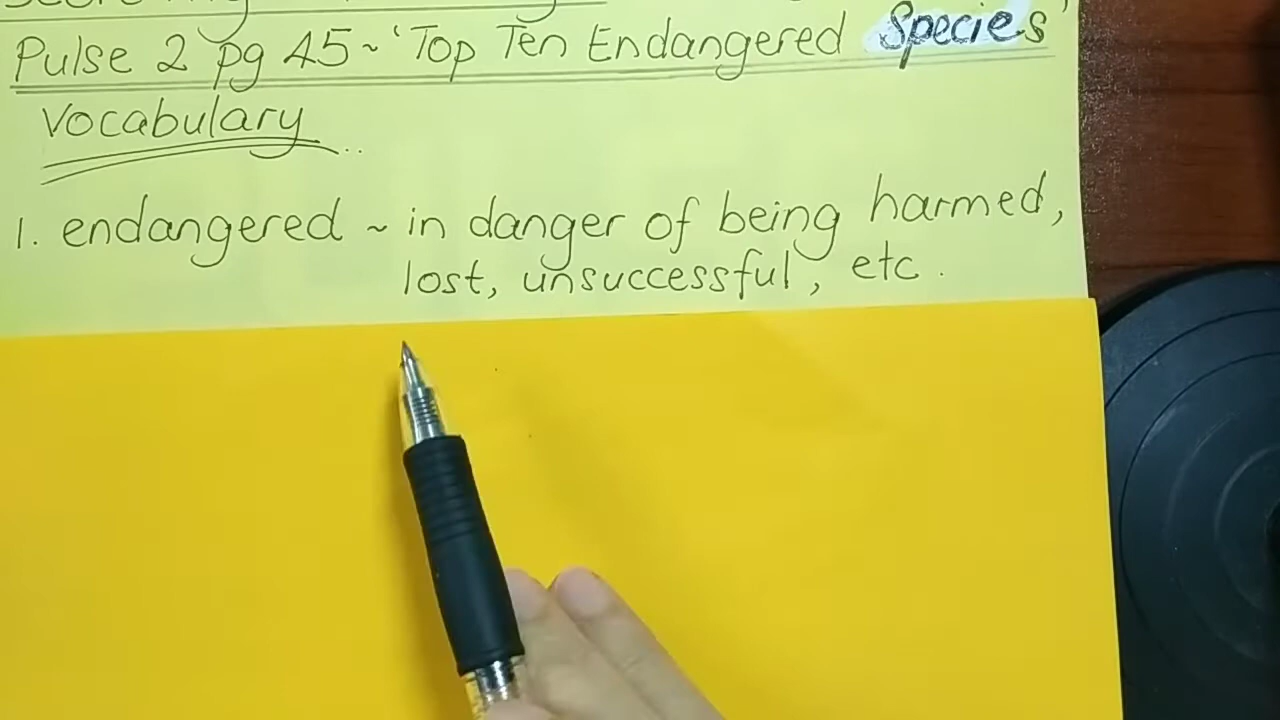 Pulse 2 pg 45 ~ 'Top Ten Endangered Species'
Vocabulary
1. endangered ~ in danger of being harmed,
lost, unsuccessful, etc.